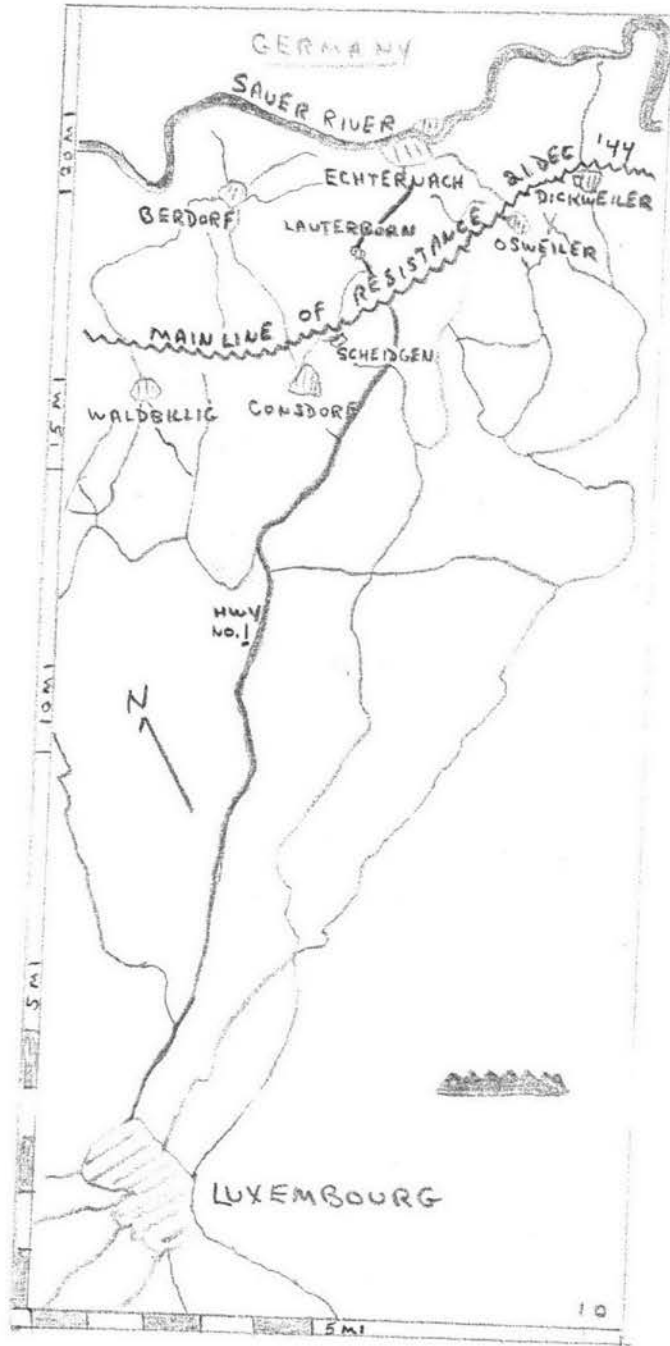 GERMANY
SAUER RIVER
20 MI
ECHTERNACH
21 DEC '44
DICKWEILER
BERDORF
LAUTERBORN
OSWEILER
MAIN LINE OF RESISTANCE
SCHEIDGEN
WALDBILLIG
CONSDORF
15 MI
HWY
NO. 1
10 MI
N
5 MI
LUXEMBOURG
10
5 MI